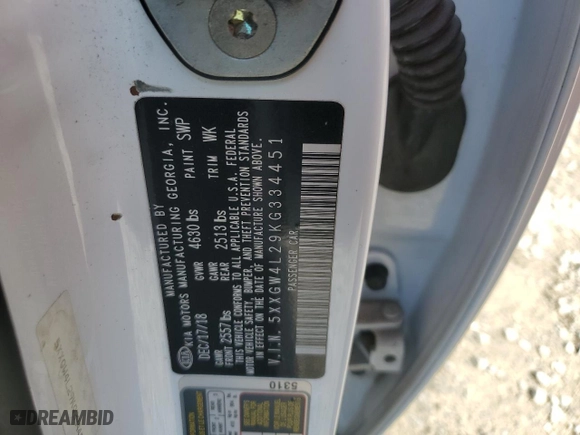 MANUFACTURED BY
KIA MOTORS MANUFACTURING GEORGIA, INC.
DEC/17/18 GVWR 4630 lbs PAINT SWP
GAWR FRONT 2557 lbs GAWR REAR 2513 lbs TRIM WK
THIS VEHICLE CONFORMS TO ALL APPLICABLE U.S.A. FEDERAL
MOTOR VEHICLE SAFETY, BUMPER, AND THEFT PREVENTION STANDARDS
IN EFFECT ON THE DATE OF MANUFACTURE SHOWN ABOVE.
V.I.N. 5XXGW4L29KG334451
PASSENGER CAR
5310
DREAMBID